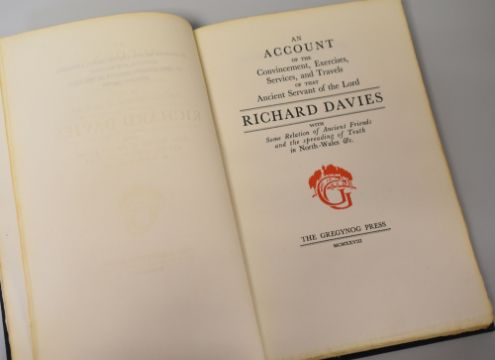 AN
ACCOUNT
OF THE
Convincement, Exercises,
Services, and Travels
OF THAT
Ancient Servant of the Lord
RICHARD DAVIES
WITH
Some Relation of Ancient Friends
and the spreading of Truth
in North-Wales &c.
G
THE GREGYNOG PRESS
MCMXXVIII